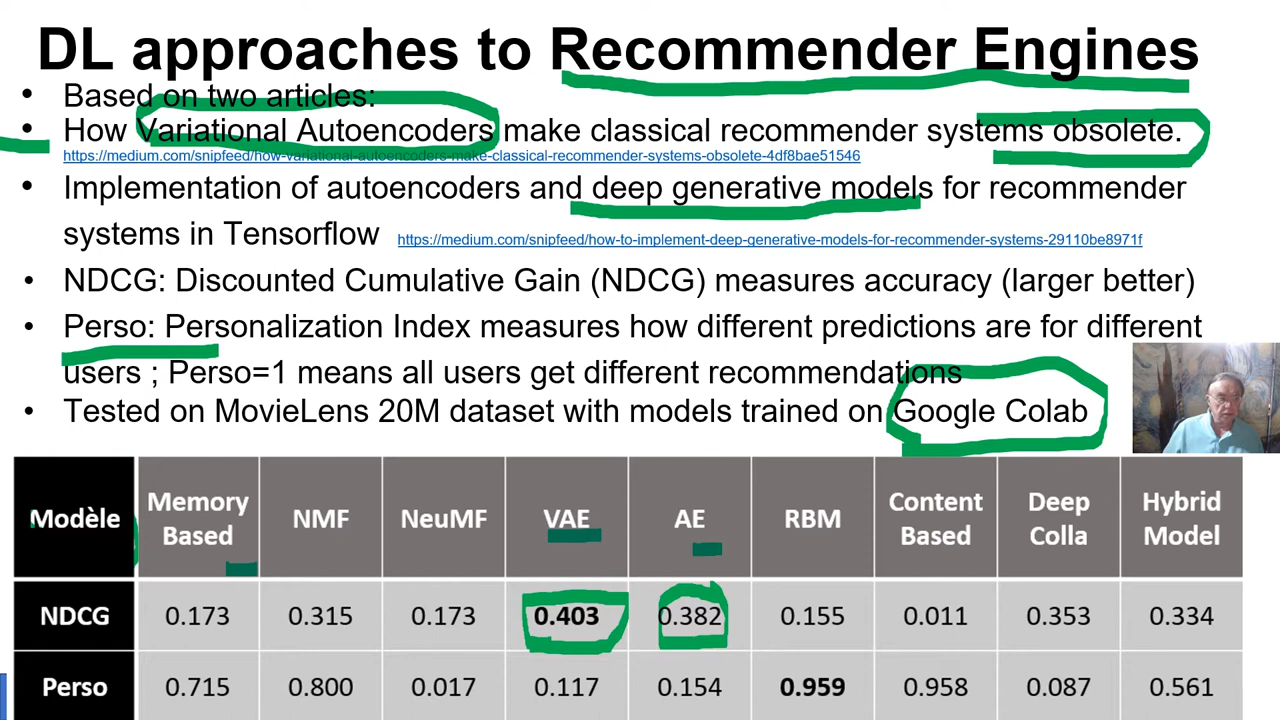 DL approaches to Recommender Engines
• Based on two articles:
• How Variational Autoencoders make classical recommender systems obsolete.
https://medium.com/snipfeed/how-variational-autoencoders-make-classical-recommender-systems-obsolete-4df8bae51546
• Implementation of autoencoders and deep generative models for recommender
systems in Tensorflow https://medium.com/snipfeed/how-to-implement-deep-generative-models-for-recommender-systems-29110be8971f
• NDCG: Discounted Cumulative Gain (NDCG) measures accuracy (larger better)
• Perso: Personalization Index measures how different predictions are for different
users ; Perso=1 means all users get different recommendations
• Tested on MovieLens 20M dataset with models trained on Google Colab
Modèle Memory Based NMF NeuMF VAE AE RBM Content Based Deep Colla Hybrid Model
NDCG 0.173 0.315 0.173 0.403 0.382 0.155 0.011 0.353 0.334
Perso 0.715 0.800 0.017 0.117 0.154 0.959 0.958 0.087 0.561